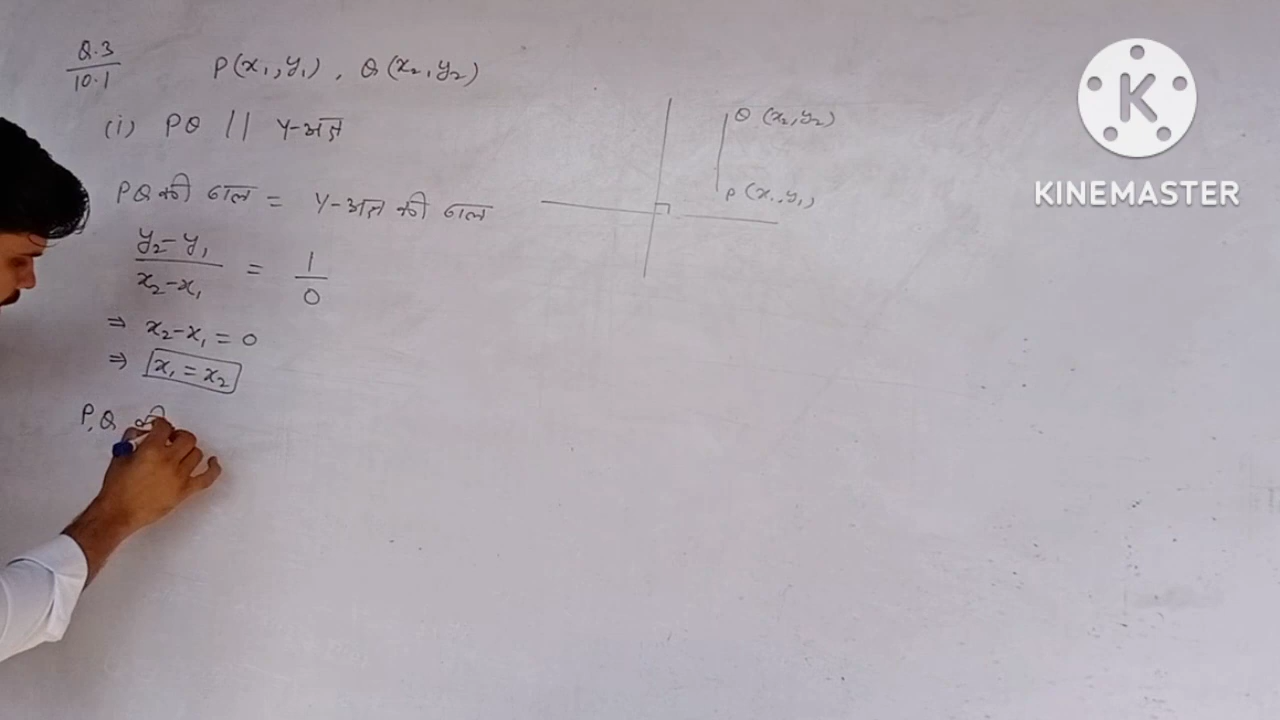 Q.3
10.1
P(x₁,y₁), Q(x₂,y₂)
(i) PQ || Y-अक्ष
PQ की ढाल = Y-अक्ष की ढाल
y₂-y₁
x₂-x₁
=
1
0
⇒ x₂-x₁ = 0
⇒ x₁ = x₂
P,Q की
Q (x₂,y₂)
P (x₁,y₁)
K
KINEMASTER